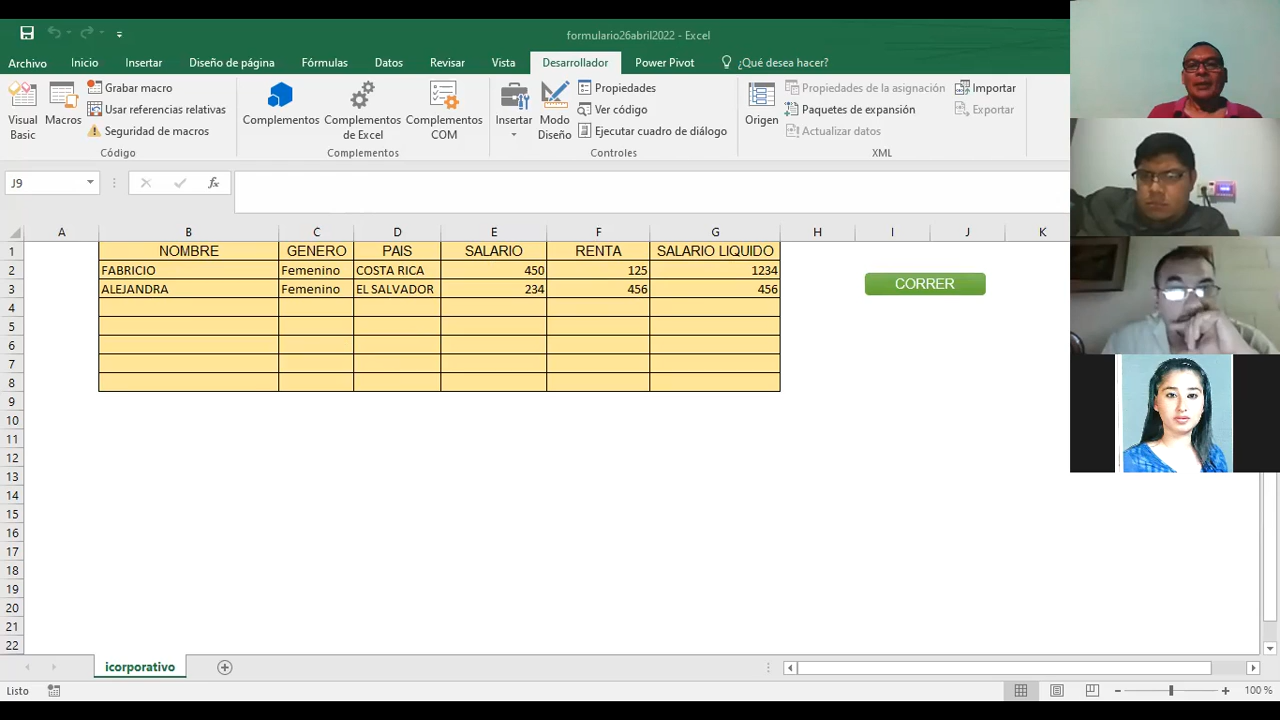 formulario26abril2022 - Excel
Archivo Inicio Insertar Diseño de página Fórmulas Datos Revisar Vista Desarrollador Power Pivot ¿Qué desea hacer?
Visual Basic
Macros
Grabar macro
Usar referencias relativas
Seguridad de macros
Código
Complementos
Complementos de Excel
Complementos COM
Complementos
Insertar
Modo Diseño
Propiedades
Ver código
Ejecutar cuadro de diálogo
Controles
Origen
Propiedades de la asignación
Paquetes de expansión
Actualizar datos
Importar
Exportar
XML
J9 fx
A B C D E F G H I J K
1 NOMBRE GENERO PAIS SALARIO RENTA SALARIO LIQUIDO
2 FABRICIO Femenino COSTA RICA 450 125 1234
CORRER
3 ALEJANDRA Femenino EL SALVADOR 234 456 456
4
5
6
7
8
9
10
11
12
13
14
15
16
17
18
19
20
21
22
icorporativo
Listo 100 %